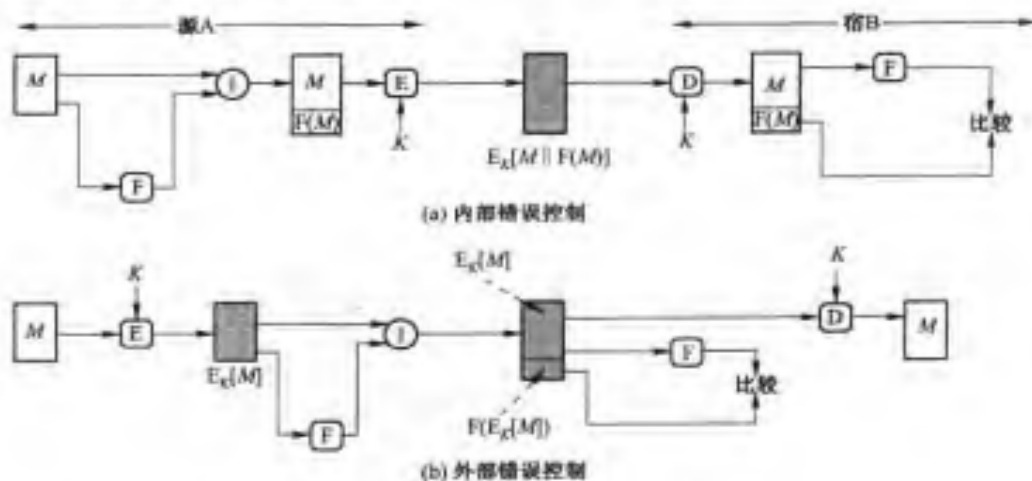 源A 宿B
M || M F(M) E K E_K[M || F(M)] D K M F(M) F 比较
F
(a) 内部错误控制
K E_K[M] K
M E E_K[M] || F D M
比较
F F(E_K[M])
(b) 外部错误控制